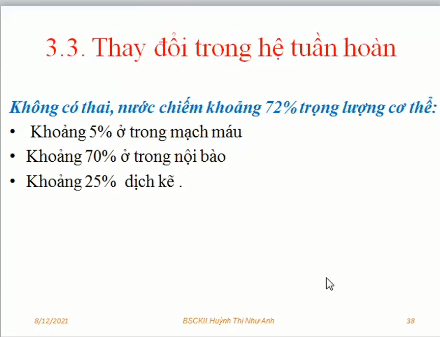 3.3. Thay đổi trong hệ tuần hoàn
Không có thai, nước chiếm khoảng 72% trọng lượng cơ thể:
• Khoảng 5% ở trong mạch máu
• Khoảng 70% ở trong nội bào
• Khoảng 25% dịch kẽ .
8/12/2021
BSCKII Huỳnh Thị Như Anh
38